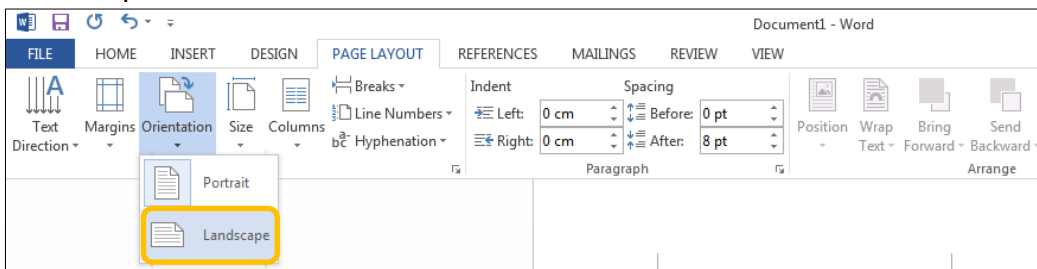 Document1 - Word
FILE HOME INSERT DESIGN PAGE LAYOUT REFERENCES MAILINGS REVIEW VIEW
Text Direction
Margins
Orientation
Size
Columns
Breaks
Line Numbers
bc Hyphenation
Indent
Left: 0 cm
Right: 0 cm
Spacing
Before: 0 pt
After: 8 pt
Paragraph
Position
Wrap Text
Bring Forward
Send Backward
Arrange
Portrait
Landscape